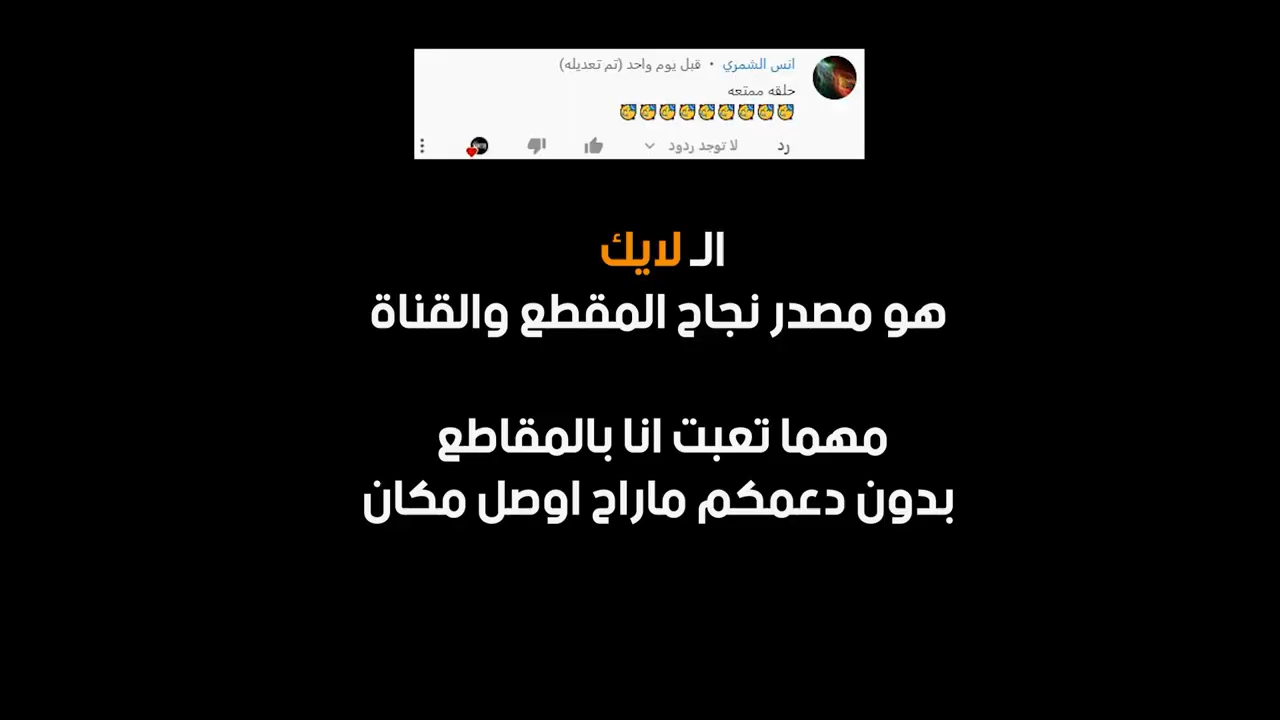 انس الشمري • قبل يوم واحد (تم تعديله)
حلقه ممتعه
🥳🥳🥳🥳🥳🥳🥳🥳🥳
رد لا توجد ردود
الـ لايك
هو مصدر نجاح المقطع والقناة
مهما تعبت انا بالمقاطع
بدون دعمكم ماراح اوصل مكان